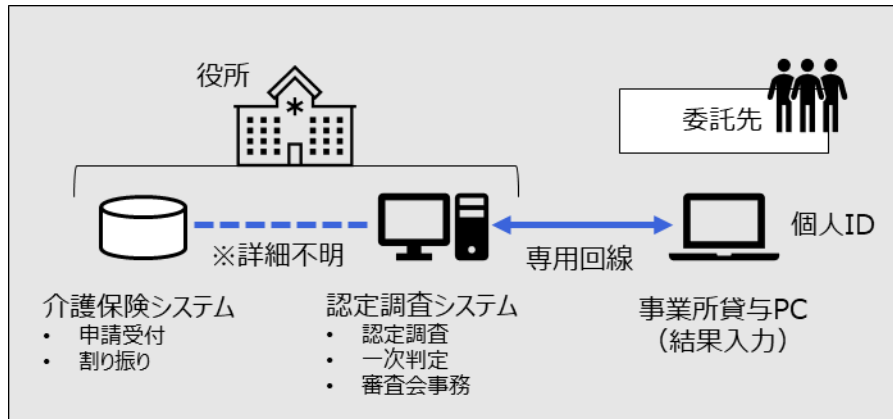 役所
委託先
※詳細不明
専用回線
個人ID
介護保険システム
• 申請受付
• 割り振り
認定調査システム
• 認定調査
• 一次判定
• 審査会事務
事業所貸与PC
（結果入力）